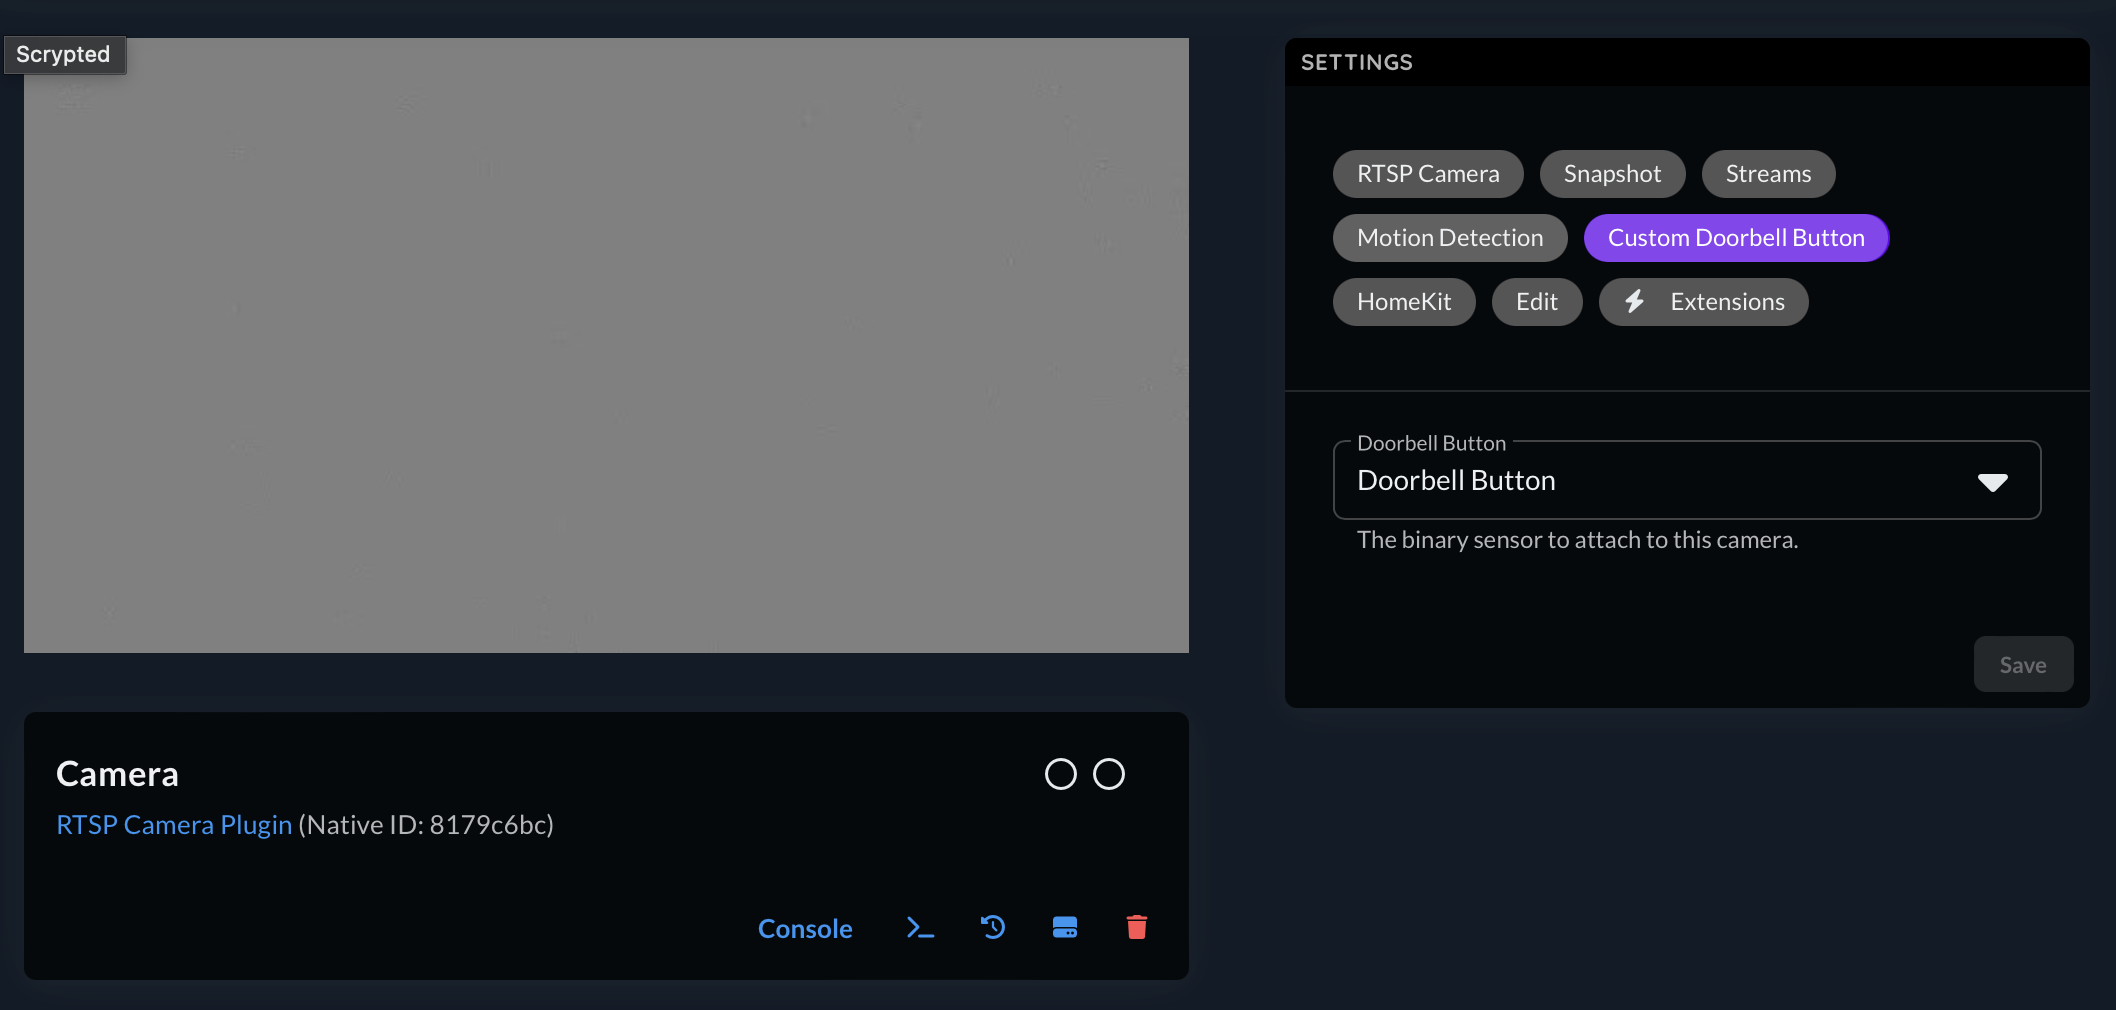 Scrypted
SETTINGS
RTSP Camera
Snapshot
Streams
Motion Detection
Custom Doorbell Button
HomeKit
Edit
Extensions
Doorbell Button
Doorbell Button
The binary sensor to attach to this camera.
Save
Camera
RTSP Camera Plugin (Native ID: 8179c6bc)
Console